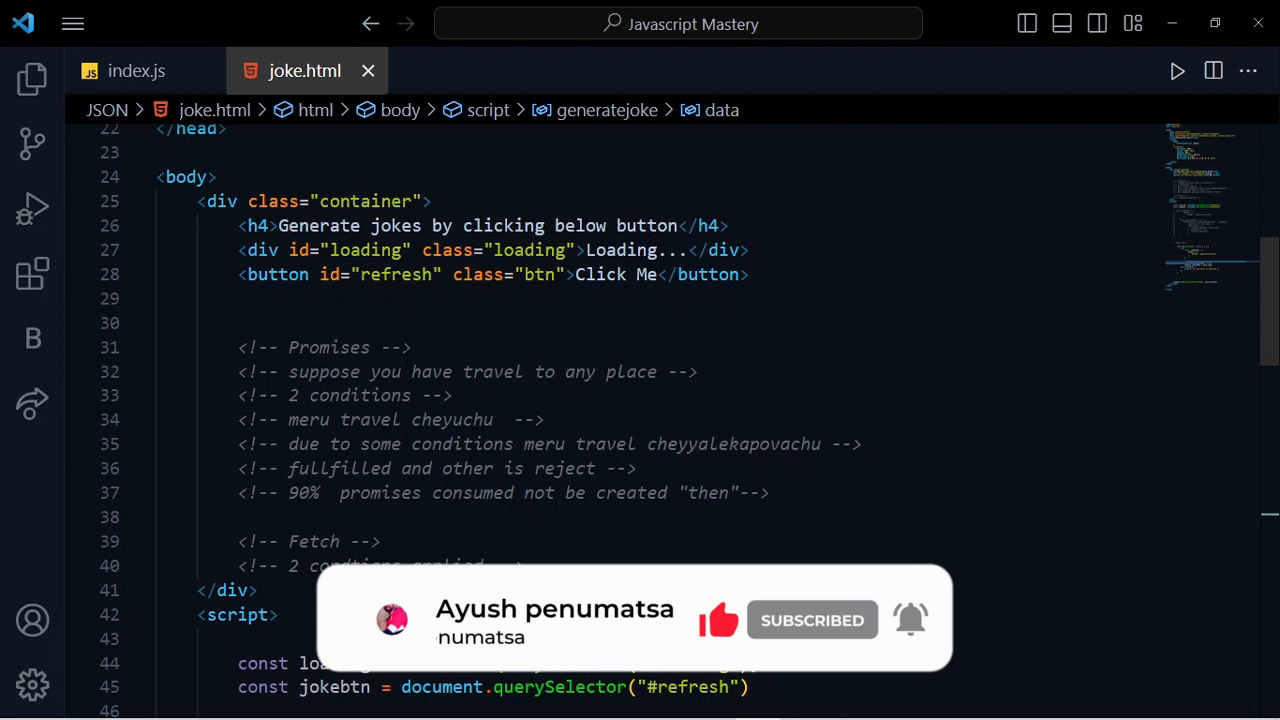 Javascript Mastery
JS index.js
joke.html
JSON > joke.html > html > body > script > generatejoke > data
22 </head>
23
24 <body>
25 <div class="container">
26 <h4>Generate jokes by clicking below button</h4>
27 <div id="loading" class="loading">Loading...</div>
28 <button id="refresh" class="btn">Click Me</button>
29
30
31 <!-- Promises -->
32 <!-- suppose you have travel to any place -->
33 <!-- 2 conditions -->
34 <!-- meru travel cheyuchu  -->
35 <!-- due to some conditions meru travel cheyyalekapovachu -->
36 <!-- fullfilled and other is reject -->
37 <!-- 90%  promises consumed not be created "then"-->
38
39 <!-- Fetch -->
40 <!-- 2 condtions applied
41 </div>
42 <script>
43
44 const
45 const jokebtn = document.querySelector("#refresh")
46
B
Ayush penumatsa
numatsa
SUBSCRIBED